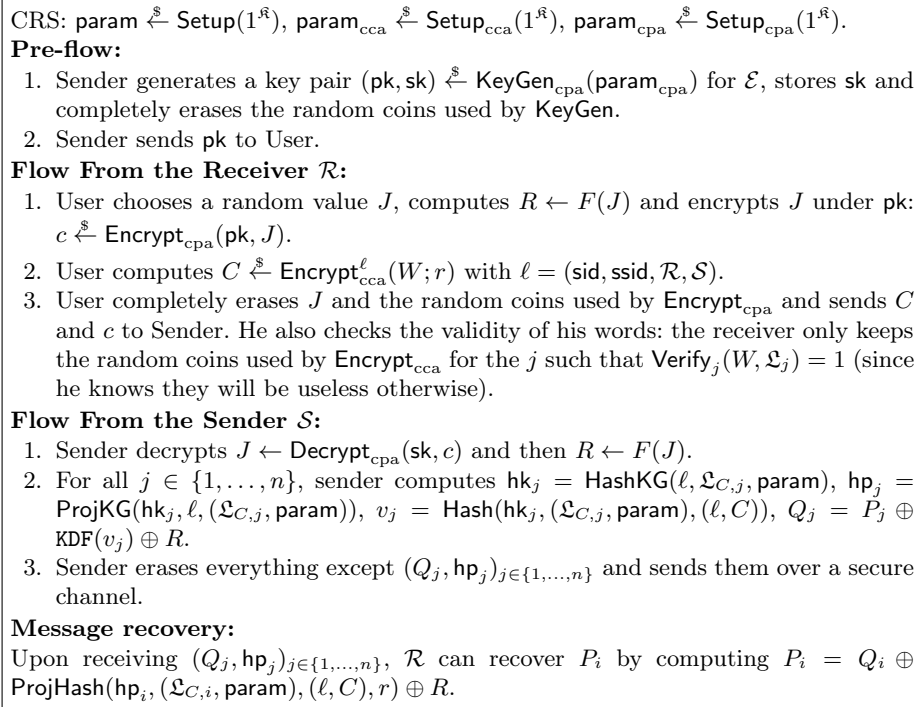 CRS: param ←$ Setup(1^𝔎), param_cca ←$ Setup_cca(1^𝔎), param_cpa ←$ Setup_cpa(1^𝔎).
Pre-flow:
1. Sender generates a key pair (pk, sk) ←$ KeyGen_cpa(param_cpa) for ℰ, stores sk and
completely erases the random coins used by KeyGen.
2. Sender sends pk to User.
Flow From the Receiver ℛ:
1. User chooses a random value J, computes R ← F(J) and encrypts J under pk:
c ←$ Encrypt_cpa(pk, J).
2. User computes C ←$ Encrypt^ℓ_cca(W; r) with ℓ = (sid, ssid, ℛ, 𝒮).
3. User completely erases J and the random coins used by Encrypt_cpa and sends C
and c to Sender. He also checks the validity of his words: the receiver only keeps
the random coins used by Encrypt_cca for the j such that Verify_j(W, 𝔏_j) = 1 (since
he knows they will be useless otherwise).
Flow From the Sender 𝒮:
1. Sender decrypts J ← Decrypt_cpa(sk, c) and then R ← F(J).
2. For all j ∈ {1, . . . , n}, sender computes hk_j = HashKG(ℓ, 𝔏_{C,j}, param), hp_j =
ProjKG(hk_j, ℓ, (𝔏_{C,j}, param)), v_j = Hash(hk_j, (𝔏_{C,j}, param), (ℓ, C)), Q_j = P_j ⊕
KDF(v_j) ⊕ R.
3. Sender erases everything except (Q_j, hp_j)_{j∈{1,...,n}} and sends them over a secure
channel.
Message recovery:
Upon receiving (Q_j, hp_j)_{j∈{1,...,n}}, ℛ can recover P_i by computing P_i = Q_i ⊕
ProjHash(hp_i, (𝔏_{C,i}, param), (ℓ, C), r) ⊕ R.